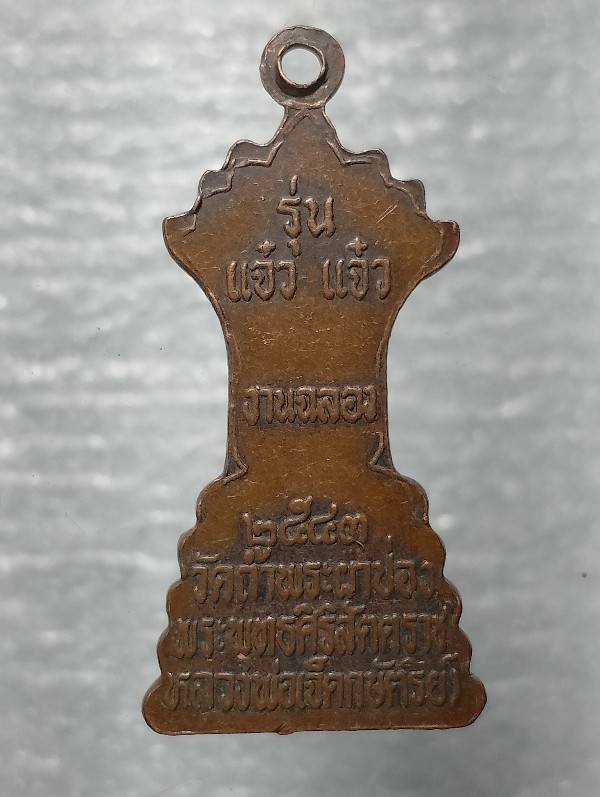 รุ่น
แจ๋ว แจ๋ว
งานฉลอง
๒๕๔๓
วัดถ้ำพระผาป่อง
พระพุทธศิริสัตตราช
หลวงพ่อเจ็ดกษัตริย์